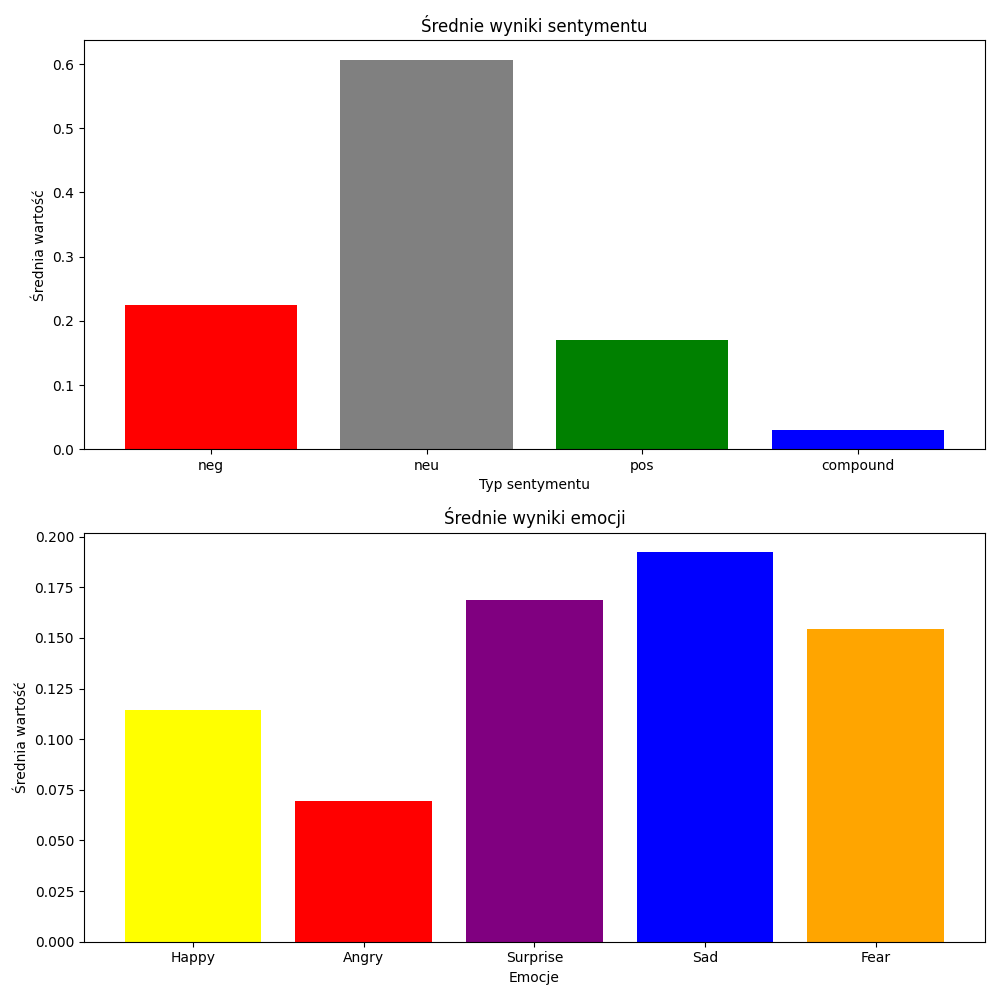 Średnie wyniki sentymentu
0.6
0.5
0.4
0.3
0.2
0.1
0.0
Średnia wartość
neg neu pos compound
Typ sentymentu
Średnie wyniki emocji
0.200
0.175
0.150
0.125
0.100
0.075
0.050
0.025
0.000
Średnia wartość
Happy Angry Surprise Sad Fear
Emocje